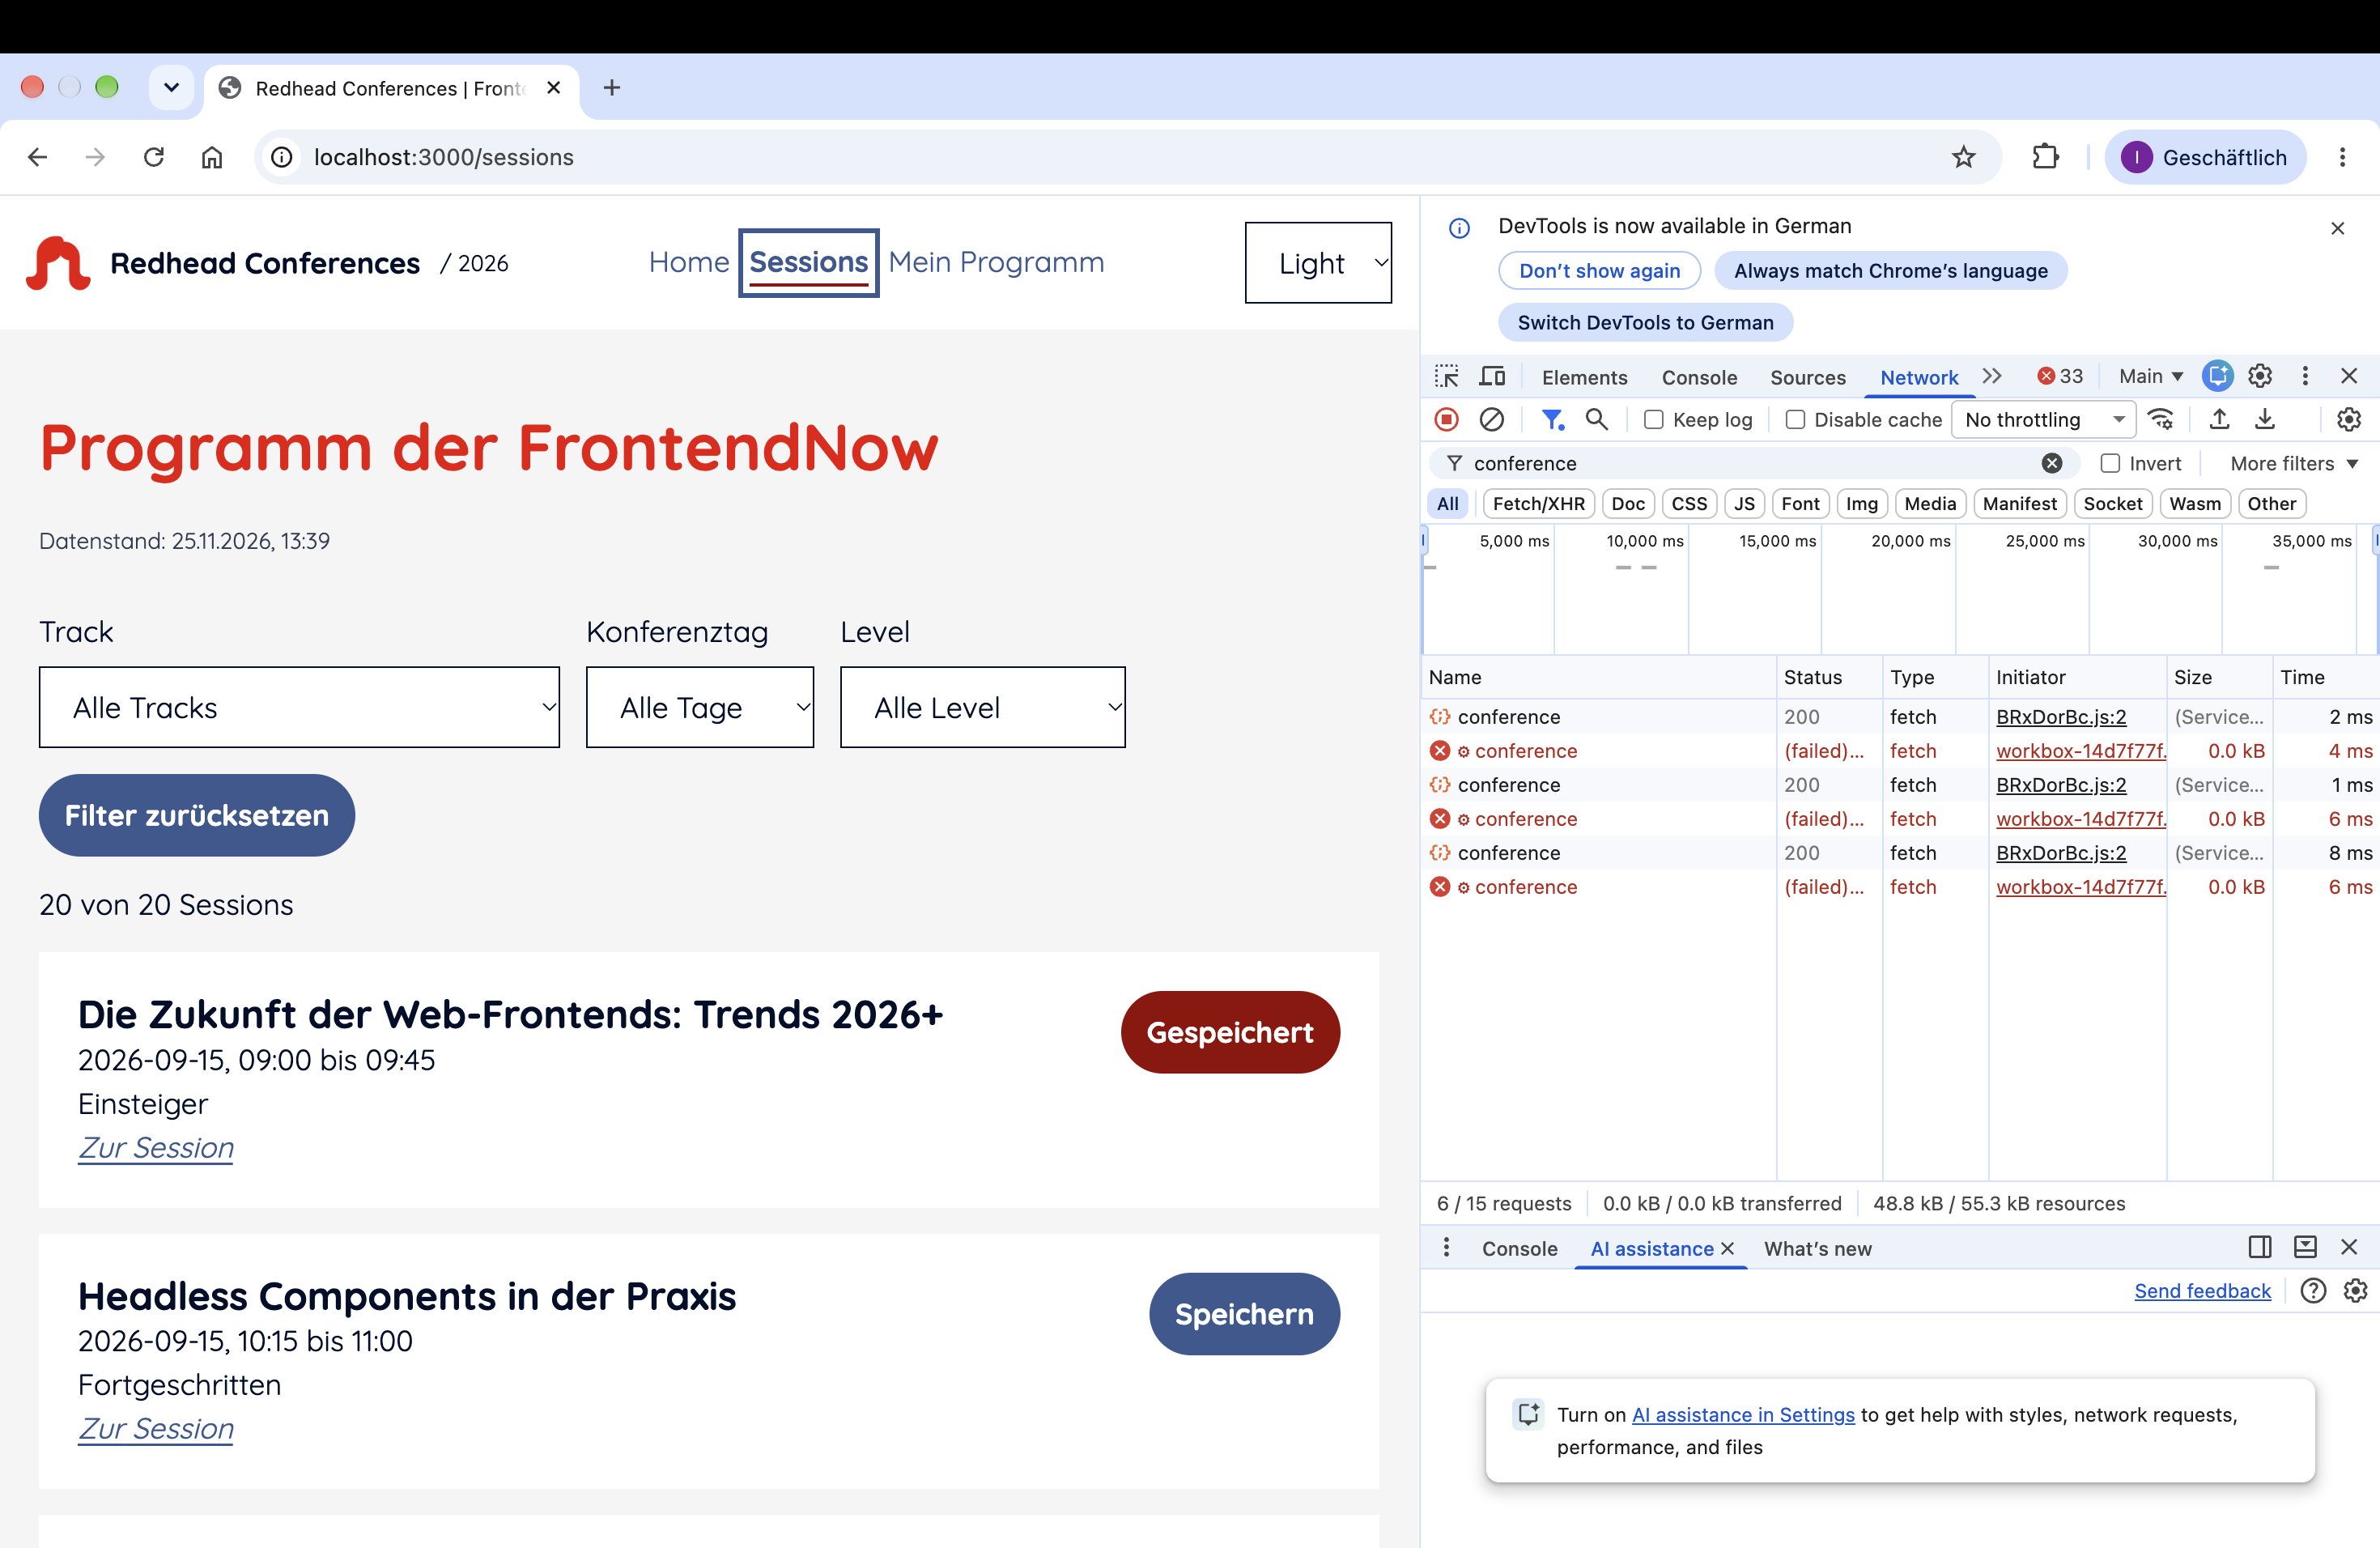 Redhead Conferences | Fronte
localhost:3000/sessions
I Geschäftlich
Redhead Conferences / 2026
Home Sessions Mein Programm
Light
Programm der FrontendNow
Datenstand: 25.11.2026, 13:39
Track Konferenztag Level
Alle Tracks Alle Tage Alle Level
Filter zurücksetzen
20 von 20 Sessions
Die Zukunft der Web-Frontends: Trends 2026+
Gespeichert
2026-09-15, 09:00 bis 09:45
Einsteiger
Zur Session
Headless Components in der Praxis
Speichern
2026-09-15, 10:15 bis 11:00
Fortgeschritten
Zur Session
DevTools is now available in German
Don't show again Always match Chrome's language
Switch DevTools to German
Elements Console Sources Network 33 Main
Keep log Disable cache No throttling
conference Invert More filters
All Fetch/XHR Doc CSS JS Font Img Media Manifest Socket Wasm Other
5,000 ms 10,000 ms 15,000 ms 20,000 ms 25,000 ms 30,000 ms 35,000 ms
Name Status Type Initiator Size Time
conference 200 fetch BRxDorBc.js:2 (Service... 2 ms
conference (failed)... fetch workbox-14d7f77f. 0.0 kB 4 ms
conference 200 fetch BRxDorBc.js:2 (Service... 1 ms
conference (failed)... fetch workbox-14d7f77f. 0.0 kB 6 ms
conference 200 fetch BRxDorBc.js:2 (Service... 8 ms
conference (failed)... fetch workbox-14d7f77f. 0.0 kB 6 ms
6 / 15 requests 0.0 kB / 0.0 kB transferred 48.8 kB / 55.3 kB resources
Console AI assistance What's new
Send feedback
Turn on AI assistance in Settings to get help with styles, network requests,
performance, and files